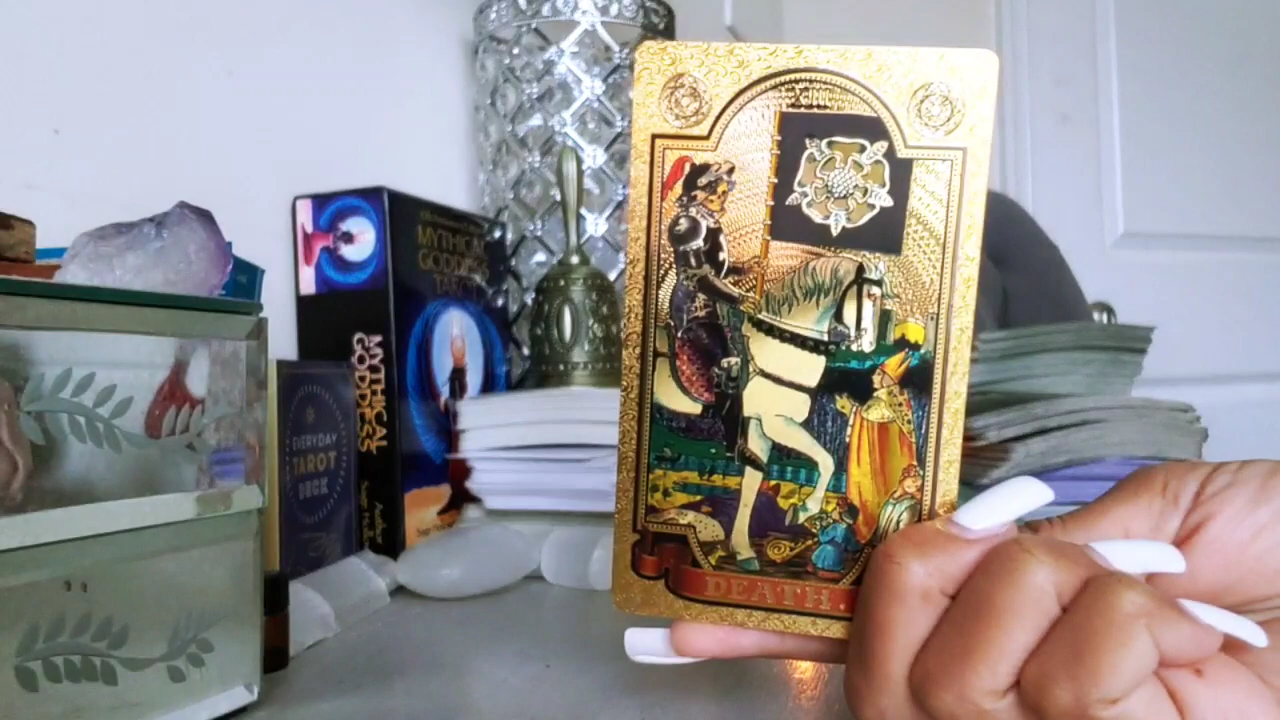 MYTHICAL
GODDESS
TAROT
MYTHICAL
GODDESS
EVERYDAY
TAROT
DECK
XIII
DEATH.